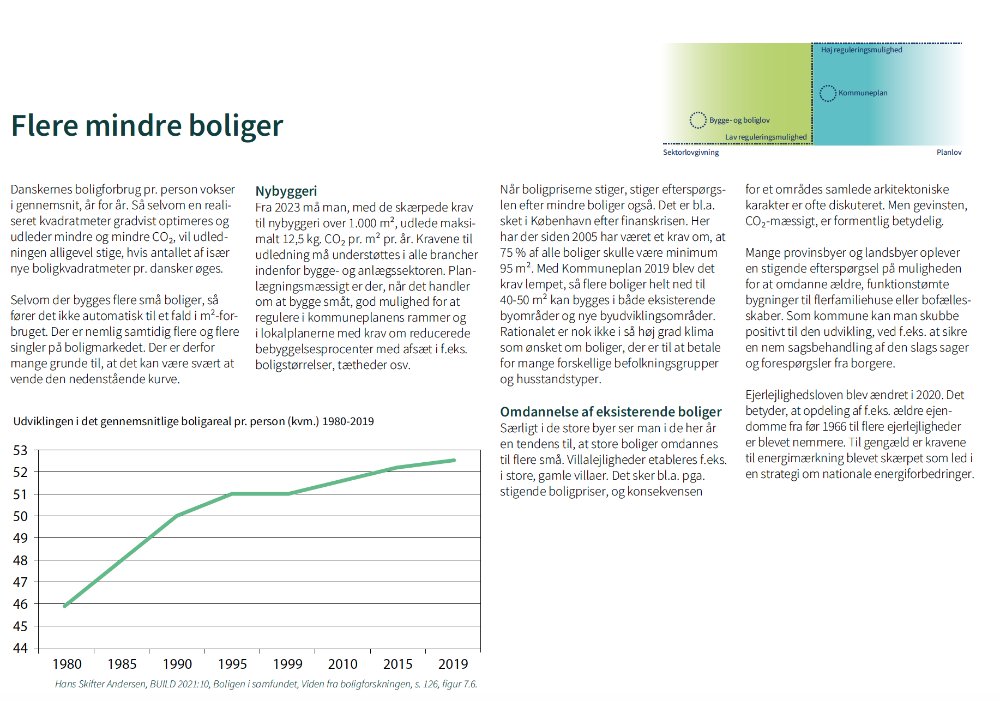 Høj reguleringsmulighed
Kommuneplan
Bygge- og boliglov
Lav reguleringsmulighed
Sektorlovgivning
Planlov
Flere mindre boliger
Danskernes boligforbrug pr. person vokser
i gennemsnit, år for år. Så selvom en reali-
seret kvadratmeter gradvist optimeres og
udleder mindre og mindre CO₂, vil udled-
ningen alligevel stige, hvis antallet af især
nye boligkvadratmeter pr. dansker øges.
Selvom der bygges flere små boliger, så
fører det ikke automatisk til et fald i m²-for-
bruget. Der er nemlig samtidig flere og flere
singler på boligmarkedet. Der er derfor
mange grunde til, at det kan være svært at
vende den nedenstående kurve.
Nybyggeri
Fra 2023 må man, med de skærpede krav
til nybyggeri over 1.000 m², udlede maksi-
malt 12,5 kg. CO₂ pr. m² pr. år. Kravene til
udledning må understøttes i alle brancher
indenfor bygge- og anlægssektoren. Plan-
lægningsmæssigt er der, når det handler
om at bygge småt, god mulighed for at
regulere i kommuneplanens rammer og
i lokalplanerne med krav om reducerede
bebyggelsesprocenter med afsæt i f.eks.
boligstørrelser, tætheder osv.
Udviklingen i det gennemsnitlige boligareal pr. person (kvm.) 1980-2019
53
52
51
50
49
48
47
46
45
44
1980 1985 1990 1995 1999 2010 2015 2019
Hans Skifter Andersen, BUILD 2021:10, Boligen i samfundet, Viden fra boligforskningen, s. 126, figur 7.6.
Når boligpriserne stiger, stiger efterspørgs-
len efter mindre boliger også. Det er bl.a.
sket i København efter finanskrisen. Her
har der siden 2005 har været et krav om, at
75 % af alle boliger skulle være minimum
95 m². Med Kommuneplan 2019 blev det
krav lempet, så flere boliger helt ned til
40-50 m² kan bygges i både eksisterende
byområder og nye byudviklingsområder.
Rationalet er nok ikke i så høj grad klima
som ønsket om boliger, der er til at betale
for mange forskellige befolkningsgrupper
og husstandstyper.
Omdannelse af eksisterende boliger
Særligt i de store byer ser man i de her år
en tendens til, at store boliger omdannes
til flere små. Villalejligheder etableres f.eks.
i store, gamle villaer. Det sker bl.a. pga.
stigende boligpriser, og konsekvensen
for et områdes samlede arkitektoniske
karakter er ofte diskuteret. Men gevinsten,
CO₂-mæssigt, er formentlig betydelig.
Mange provinsbyer og landsbyer oplever
en stigende efterspørgsel på muligheden
for at omdanne ældre, funktionstømte
bygninger til flerfamiliehuse eller bofælles-
skaber. Som kommune kan man skubbe
positivt til den udvikling, ved f.eks. at sikre
en nem sagsbehandling af den slags sager
og forespørgsler fra borgere.
Ejerlejlighedsloven blev ændret i 2020. Det
betyder, at opdeling af f.eks. ældre ejen-
domme fra før 1966 til flere ejerlejligheder
er blevet nemmere. Til gengæld er kravene
til energimærkning blevet skærpet som led i
en strategi om nationale energiforbedringer.